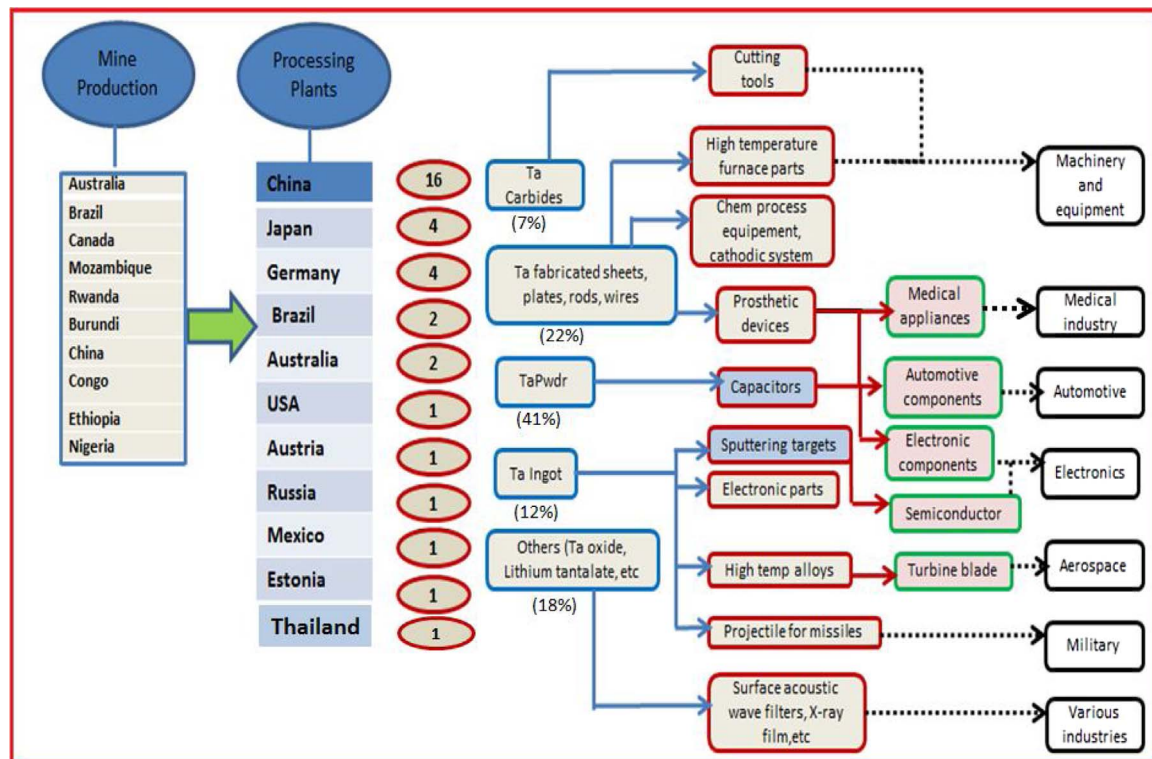 Mine
Production
Processing
Plants
Australia
Brazil
Canada
Mozambique
Rwanda
Burundi
China
Congo
Ethiopia
Nigeria
China
Japan
Germany
Brazil
Australia
USA
Austria
Russia
Mexico
Estonia
Thailand
16
4
4
2
2
1
1
1
1
1
1
Ta
Carbides
(7%)
Ta fabricated sheets,
plates, rods, wires
(22%)
TaPwdr
(41%)
Ta Ingot
(12%)
Others (Ta oxide,
Lithium tantalate, etc
(18%)
Cutting
tools
High temperature
furnace parts
Chem process
equipement,
cathodic system
Prosthetic
devices
Capacitors
Sputtering targets
Electronic parts
High temp alloys
Projectile for missiles
Surface acoustic
wave filters, X-ray
film,etc
Medical
appliances
Automotive
components
Electronic
components
Semiconductor
Turbine blade
Machinery
and
equipment
Medical
industry
Automotive
Electronics
Aerospace
Military
Various
industries